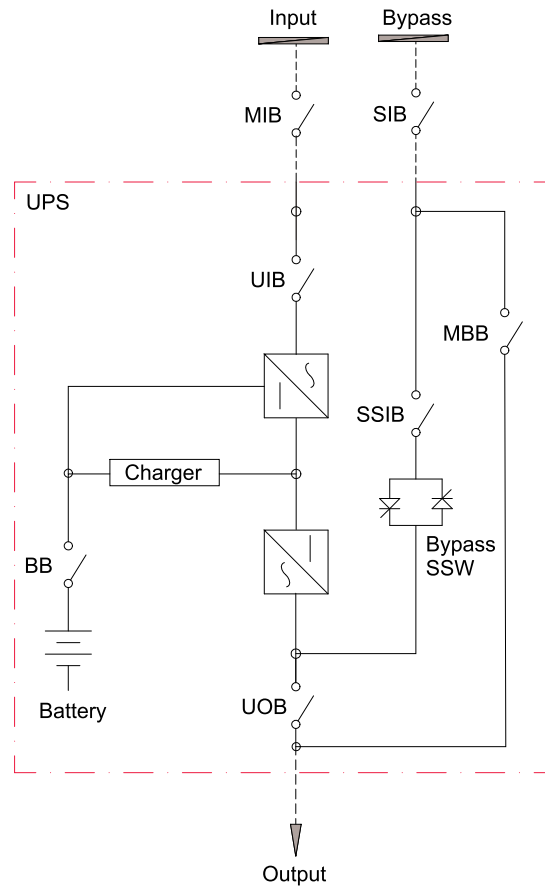 Input
Bypass
MIB
SIB
UPS
UIB
MBB
SSIB
Charger
Bypass
SSW
BB
UOB
Battery
Output